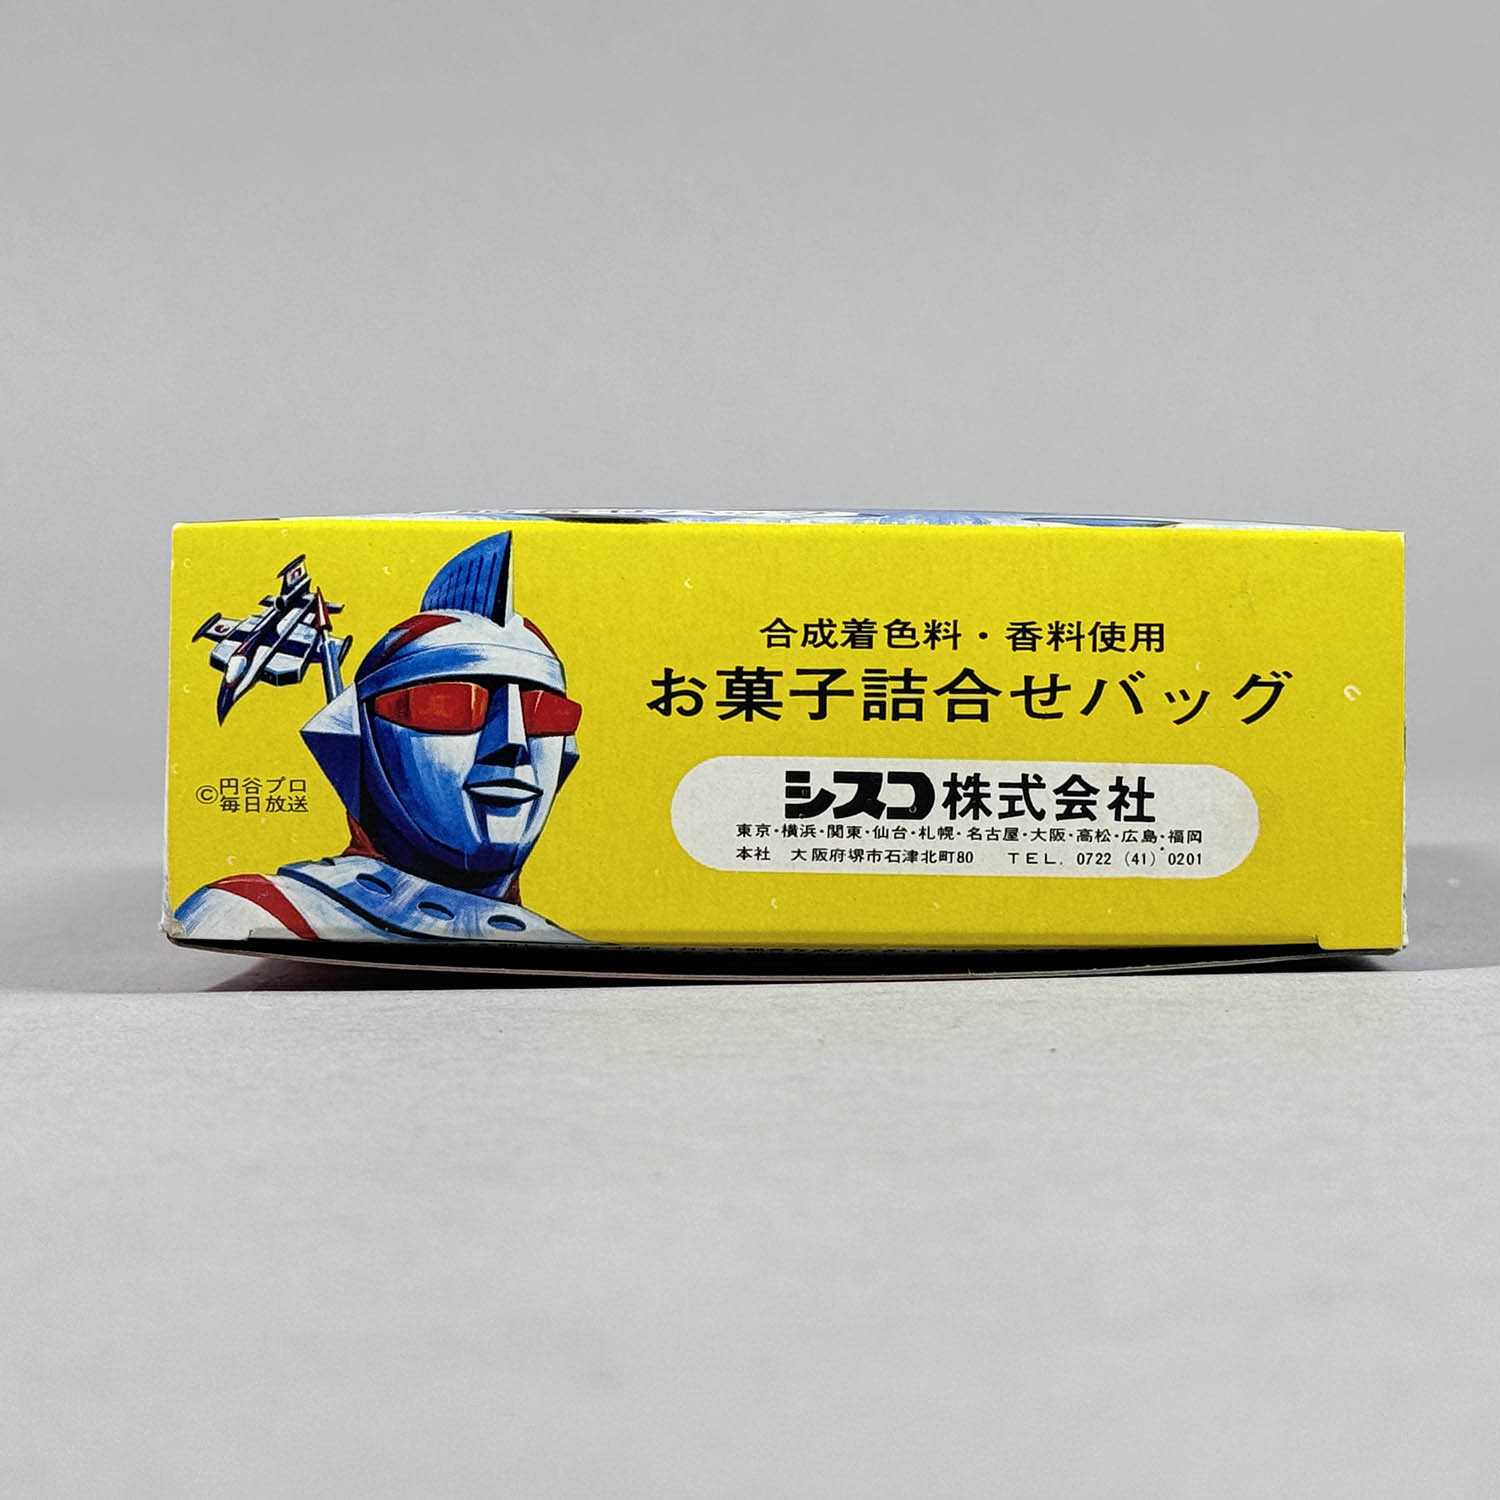 合成着色料・香料使用
お菓子詰合せバッグ
©円谷プロ
毎日放送
シスコ株式会社
東京・横浜・関東・仙台・札幌・名古屋・大阪・高松・広島・福岡
本社 大阪府堺市石津北町80 TEL. 0722 (41) 0201